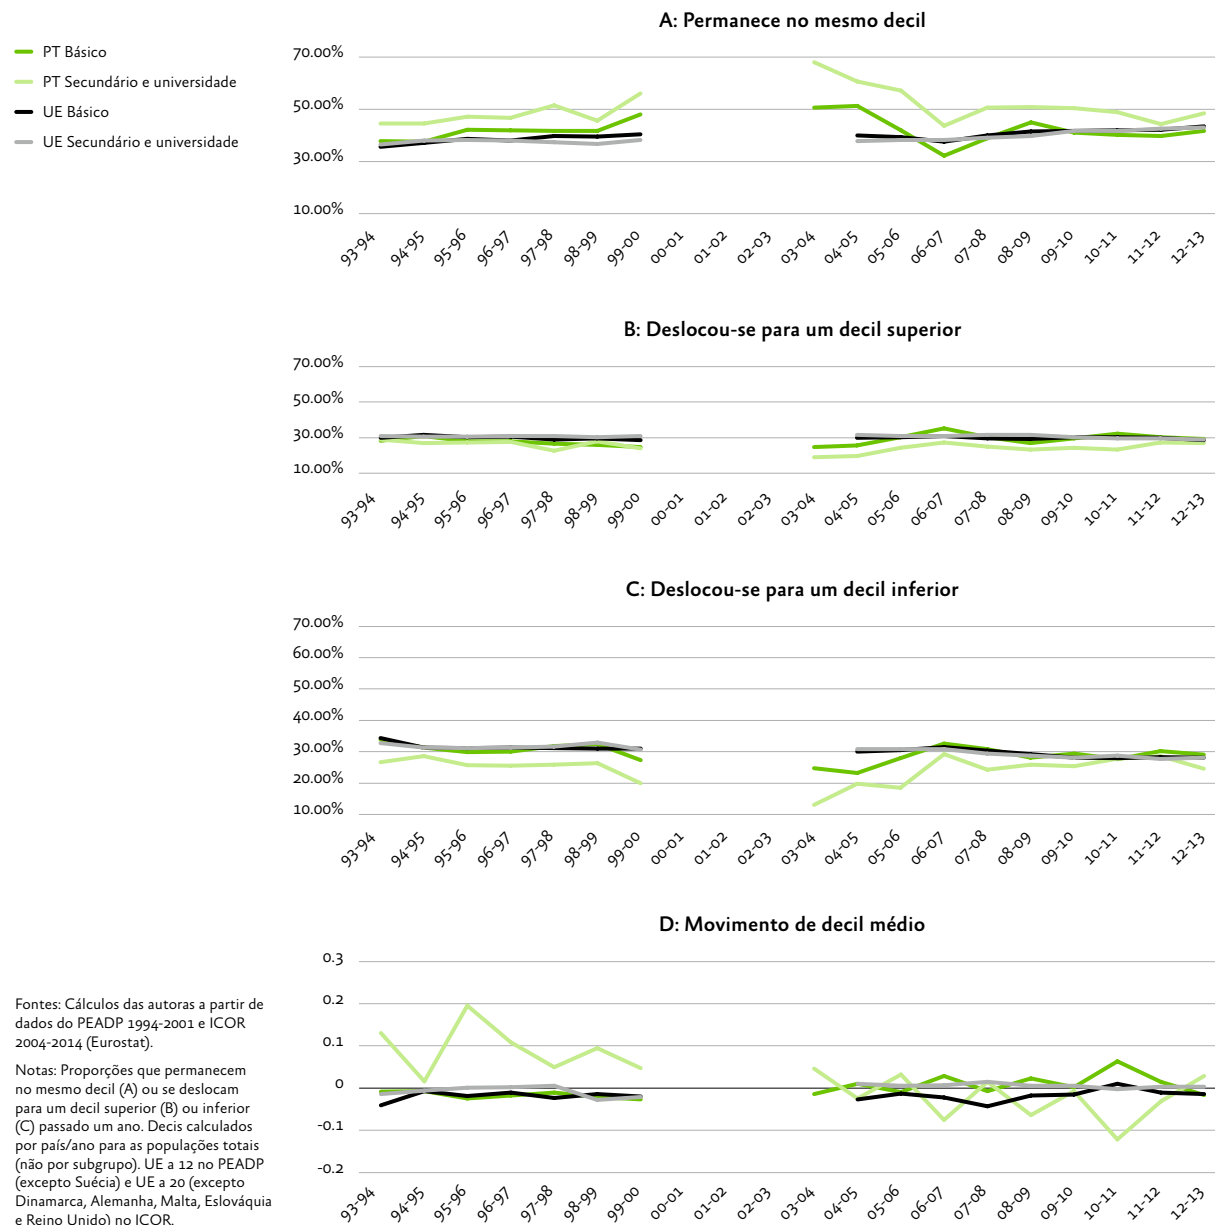 A: Permanece no mesmo decil
PT Básico
PT Secundário e universidade
UE Básico
UE Secundário e universidade
70.00%
50.00%
30.00%
10.00%
93-94 94-95 95-96 96-97 97-98 98-99 99-00 00-01 01-02 02-03 03-04 04-05 05-06 06-07 07-08 08-09 09-10 10-11 11-12 12-13
B: Deslocou-se para um decil superior
70.00%
50.00%
30.00%
10.00%
93-94 94-95 95-96 96-97 97-98 98-99 99-00 00-01 01-02 02-03 03-04 04-05 05-06 06-07 07-08 08-09 09-10 10-11 11-12 12-13
C: Deslocou-se para um decil inferior
70.00%
60.00%
50.00%
40.00%
30.00%
20.00%
10.00%
93-94 94-95 95-96 96-97 97-98 98-99 99-00 00-01 01-02 02-03 03-04 04-05 05-06 06-07 07-08 08-09 09-10 10-11 11-12 12-13
D: Movimento de decil médio
0.3
0.2
0.1
0
-0.1
-0.2
93-94 94-95 95-96 96-97 97-98 98-99 99-00 00-01 01-02 02-03 03-04 04-05 05-06 06-07 07-08 08-09 09-10 10-11 11-12 12-13
Fontes: Cálculos das autoras a partir de
dados do PEADP 1994-2001 e ICOR
2004-2014 (Eurostat).
Notas: Proporções que permanecem
no mesmo decil (A) ou se deslocam
para um decil superior (B) ou inferior
(C) passado um ano. Decis calculados
por país/ano para as populações totais
(não por subgrupo). UE a 12 no PEADP
(excepto Suécia) e UE a 20 (excepto
Dinamarca, Alemanha, Malta, Eslováquia
e Reino Unido) no ICOR.